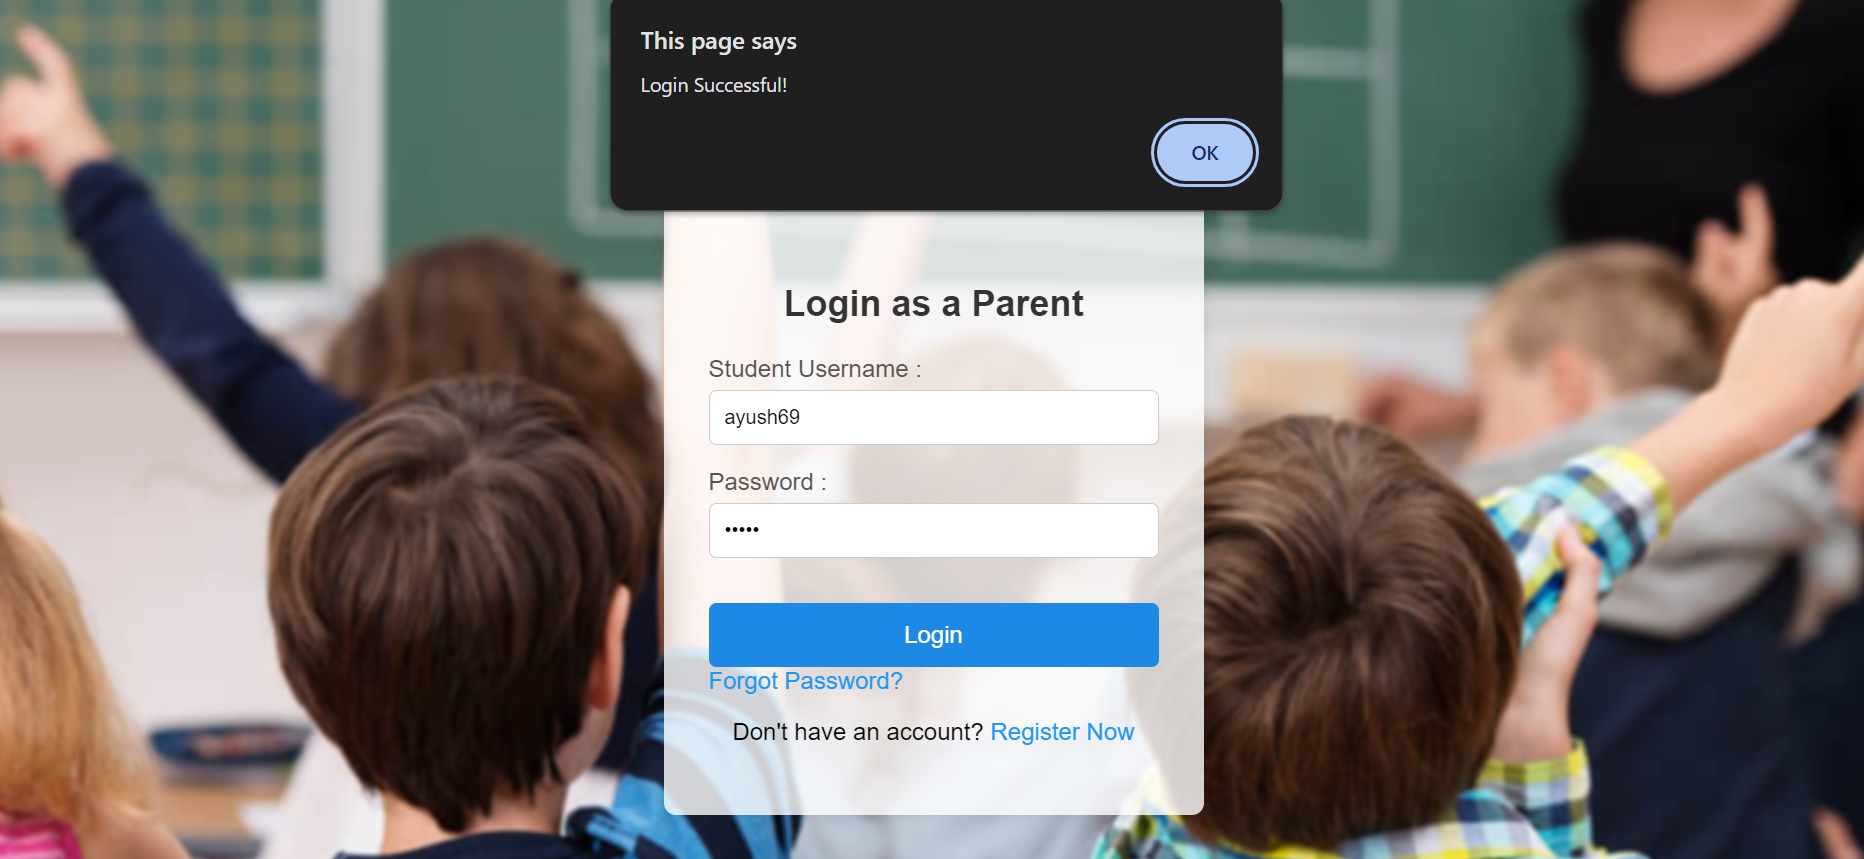 This page says
Login Successful!
OK
Login as a Parent
Student Username :
ayush69
Password :
•••••
Login
Forgot Password?
Don't have an account? Register Now